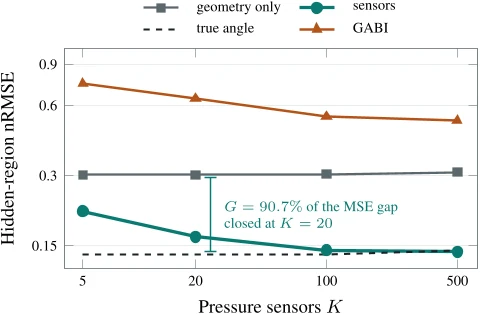 geometry only
sensors
true angle
GABI
Hidden-region nRMSE
0.9
0.6
0.3
0.15
G = 90.7% of the MSE gap
closed at K = 20
5
20
100
500
Pressure sensors K